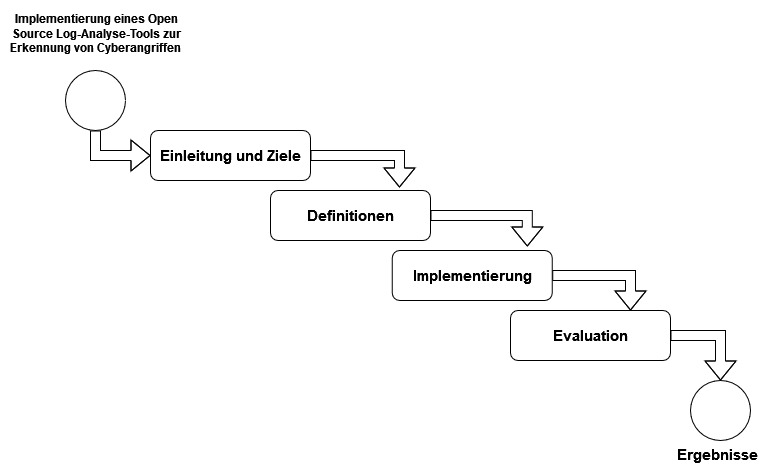 Implementierung eines Open
Source Log-Analyse-Tools zur
Erkennung von Cyberangriffen
Einleitung und Ziele
Definitionen
Implementierung
Evaluation
Ergebnisse